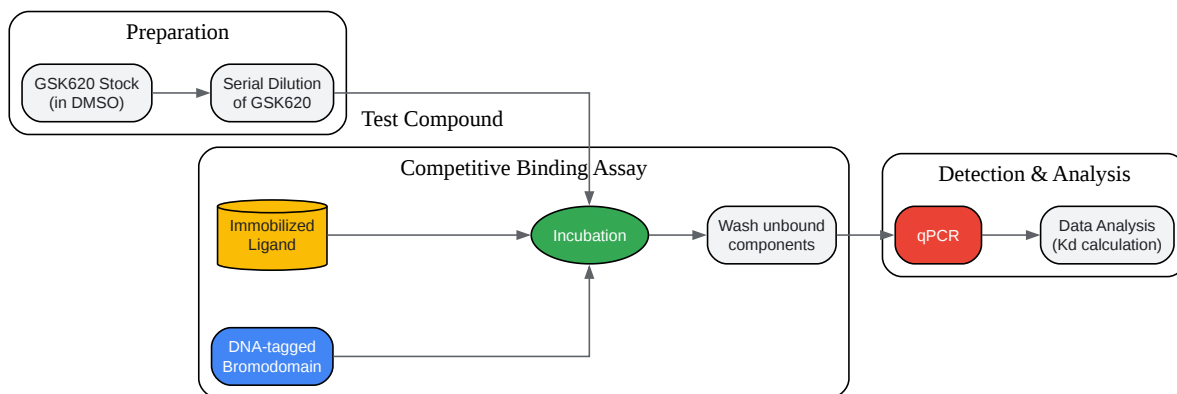 Preparation
GSK620 Stock
(in DMSO)
Serial Dilution
of GSK620
Test Compound
Competitive Binding Assay
Immobilized
Ligand
DNA-tagged
Bromodomain
Incubation
Wash unbound
components
Detection & Analysis
qPCR
Data Analysis
(Kd calculation)